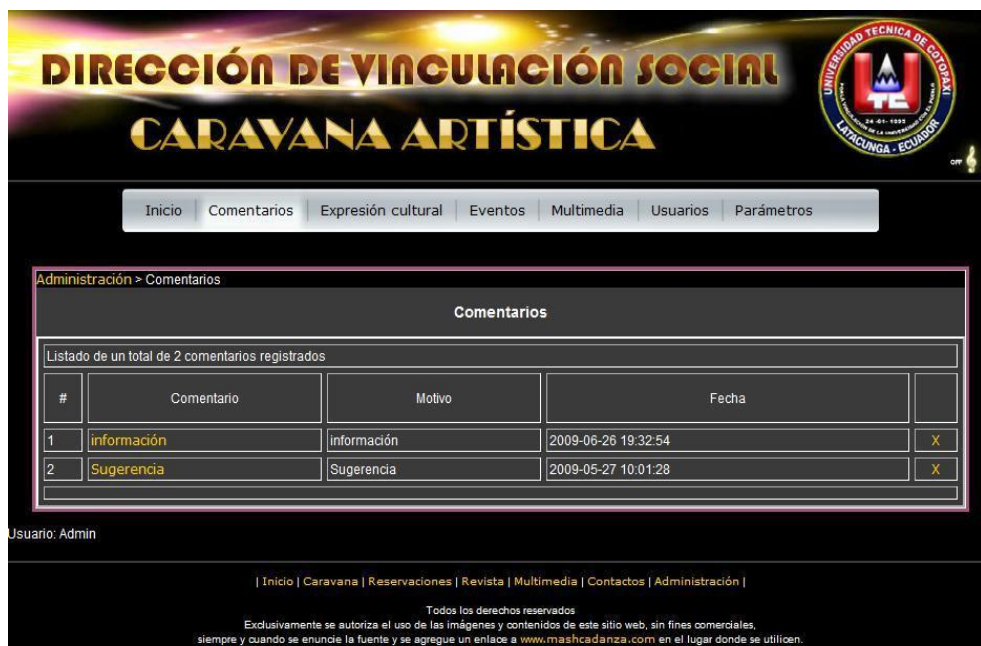 DIRECCIÓN DE VINCULACIÓN SOCIAL
CARAVANA ARTÍSTICA
UNIVERSIDAD TECNICA DE COTOPAXI
UTC
24 -01- 1995
LATACUNGA - ECUADOR
OFF
Inicio Comentarios Expresión cultural Eventos Multimedia Usuarios Parámetros
Administración > Comentarios
Comentarios
Listado de un total de 2 comentarios registrados
# Comentario Motivo Fecha
1 información información 2009-06-26 19:32:54 X
2 Sugerencia Sugerencia 2009-05-27 10:01:28 X
Usuario: Admin
| Inicio | Caravana | Reservaciones | Revista | Multimedia | Contactos | Administración |
Todos los derechos reservados
Exclusivamente se autoriza el uso de las imágenes y contenidos de este sitio web, sin fines comerciales,
siempre y cuando se enuncie la fuente y se agregue un enlace a www.mashcadanza.com en el lugar donde se utilicen.